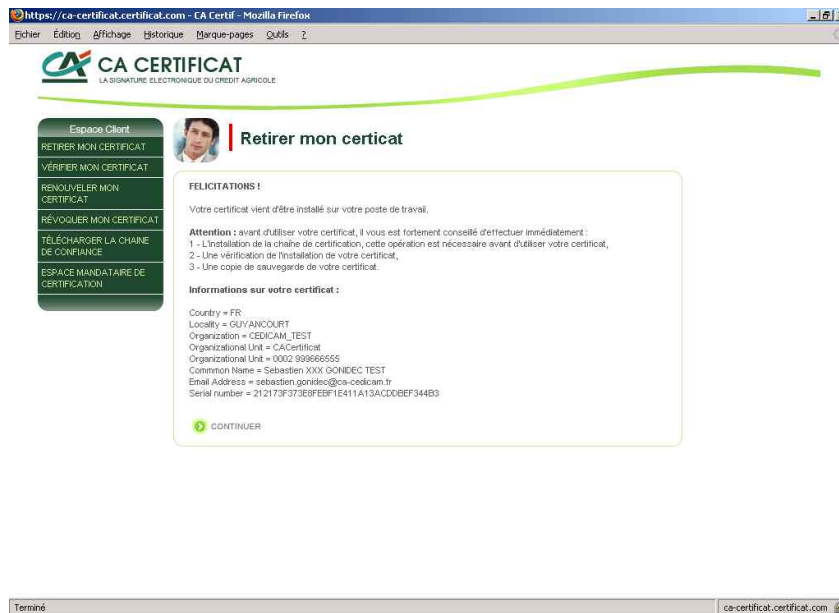 https://ca-certificat.certificat.com - CA Certif - Mozilla Firefox
Fichier Édition Affichage Historique Marque-pages Outils ?
CA
CA CERTIFICAT
LA SIGNATURE ELECTRONIQUE DU CREDIT AGRICOLE
Espace Client
RETIRER MON CERTIFICAT
VÉRIFIER MON CERTIFICAT
RENOUVELER MON
CERTIFICAT
RÉVOQUER MON CERTIFICAT
TÉLÉCHARGER LA CHAINE
DE CONFIANCE
ESPACE MANDATAIRE DE
CERTIFICATION
Retirer mon certicat
FELICITATIONS !
Votre certificat vient d'être installé sur votre poste de travail.
Attention : avant d'utiliser votre certificat, il vous est fortement conseillé d'effectuer immédiatement :
1 - L'installation de la chaîne de certification, cette opération est nécessaire avant d'utiliser votre certificat,
2 - Une vérification de l'installation de votre certificat,
3 - Une copie de sauvegarde de votre certificat.
Informations sur votre certificat :
Country = FR
Locality = GUYANCOURT
Organization = CEDICAM_TEST
Organizational Unit = CACertificat
Organizational Unit = 0002 999666555
Commmon Name = Sebastien XXX GONIDEC TEST
Email Address = sebastien.gonidec@ca-cedicam.fr
Serial number = 212173F373E8FEBF1E411A13ACDDBEF344B3
CONTINUER
Terminé
ca-certificat.certificat.com